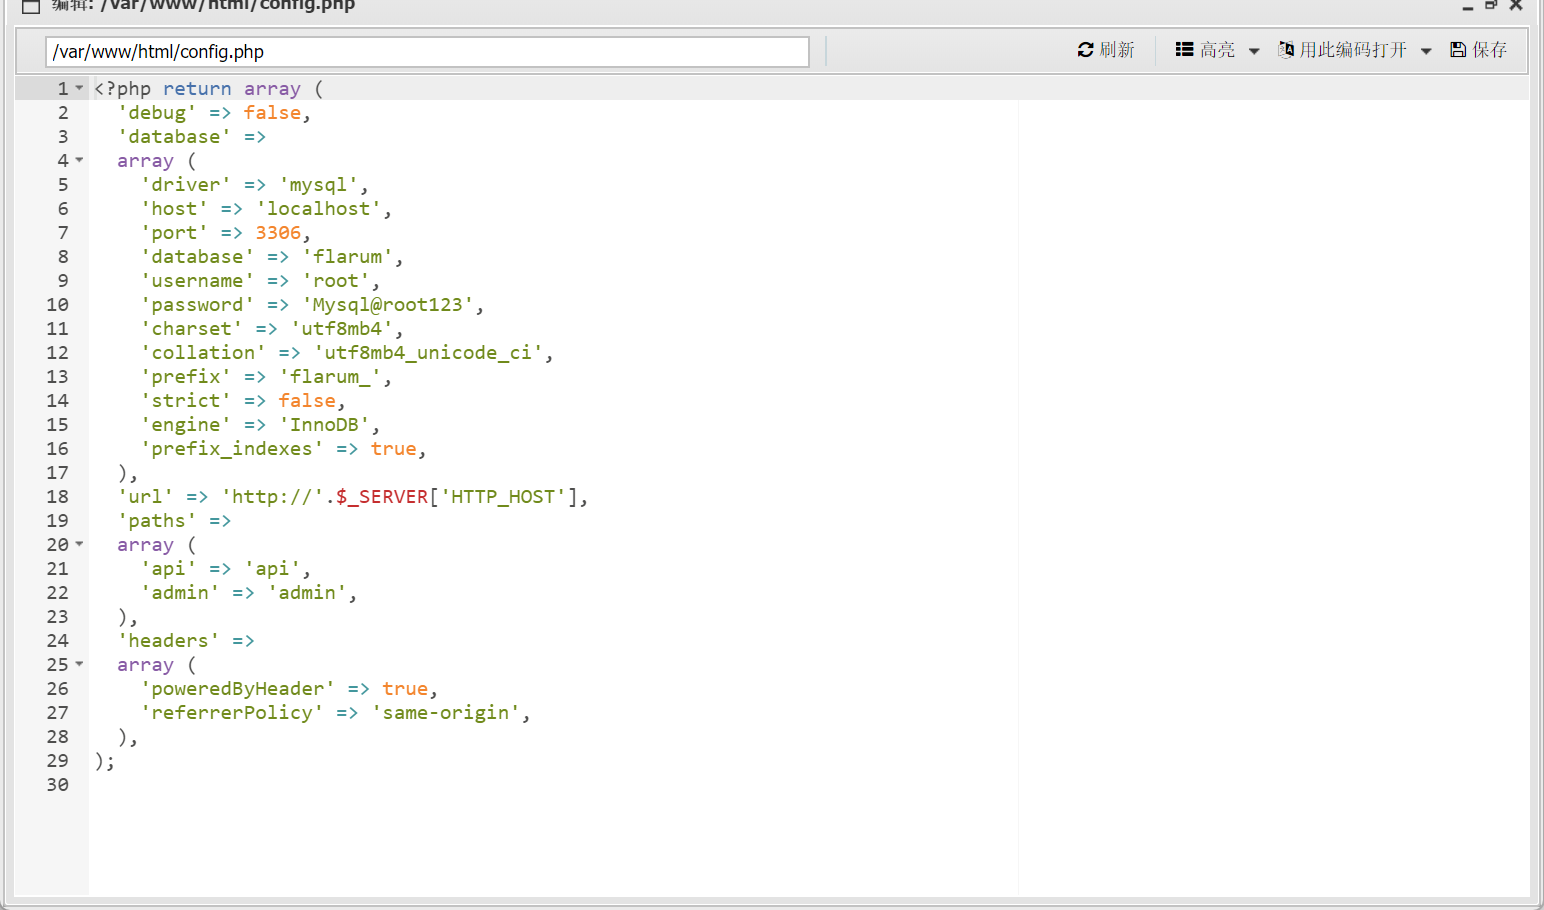 编辑: /var/www/html/config.php
/var/www/html/config.php
刷新 高亮 用此编码打开 保存
1 <?php return array (
2 'debug' => false,
3 'database' =>
4 array (
5 'driver' => 'mysql',
6 'host' => 'localhost',
7 'port' => 3306,
8 'database' => 'flarum',
9 'username' => 'root',
10 'password' => 'Mysql@root123',
11 'charset' => 'utf8mb4',
12 'collation' => 'utf8mb4_unicode_ci',
13 'prefix' => 'flarum_',
14 'strict' => false,
15 'engine' => 'InnoDB',
16 'prefix_indexes' => true,
17 ),
18 'url' => 'http://'.$_SERVER['HTTP_HOST'],
19 'paths' =>
20 array (
21 'api' => 'api',
22 'admin' => 'admin',
23 ),
24 'headers' =>
25 array (
26 'poweredByHeader' => true,
27 'referrerPolicy' => 'same-origin',
28 ),
29 );
30